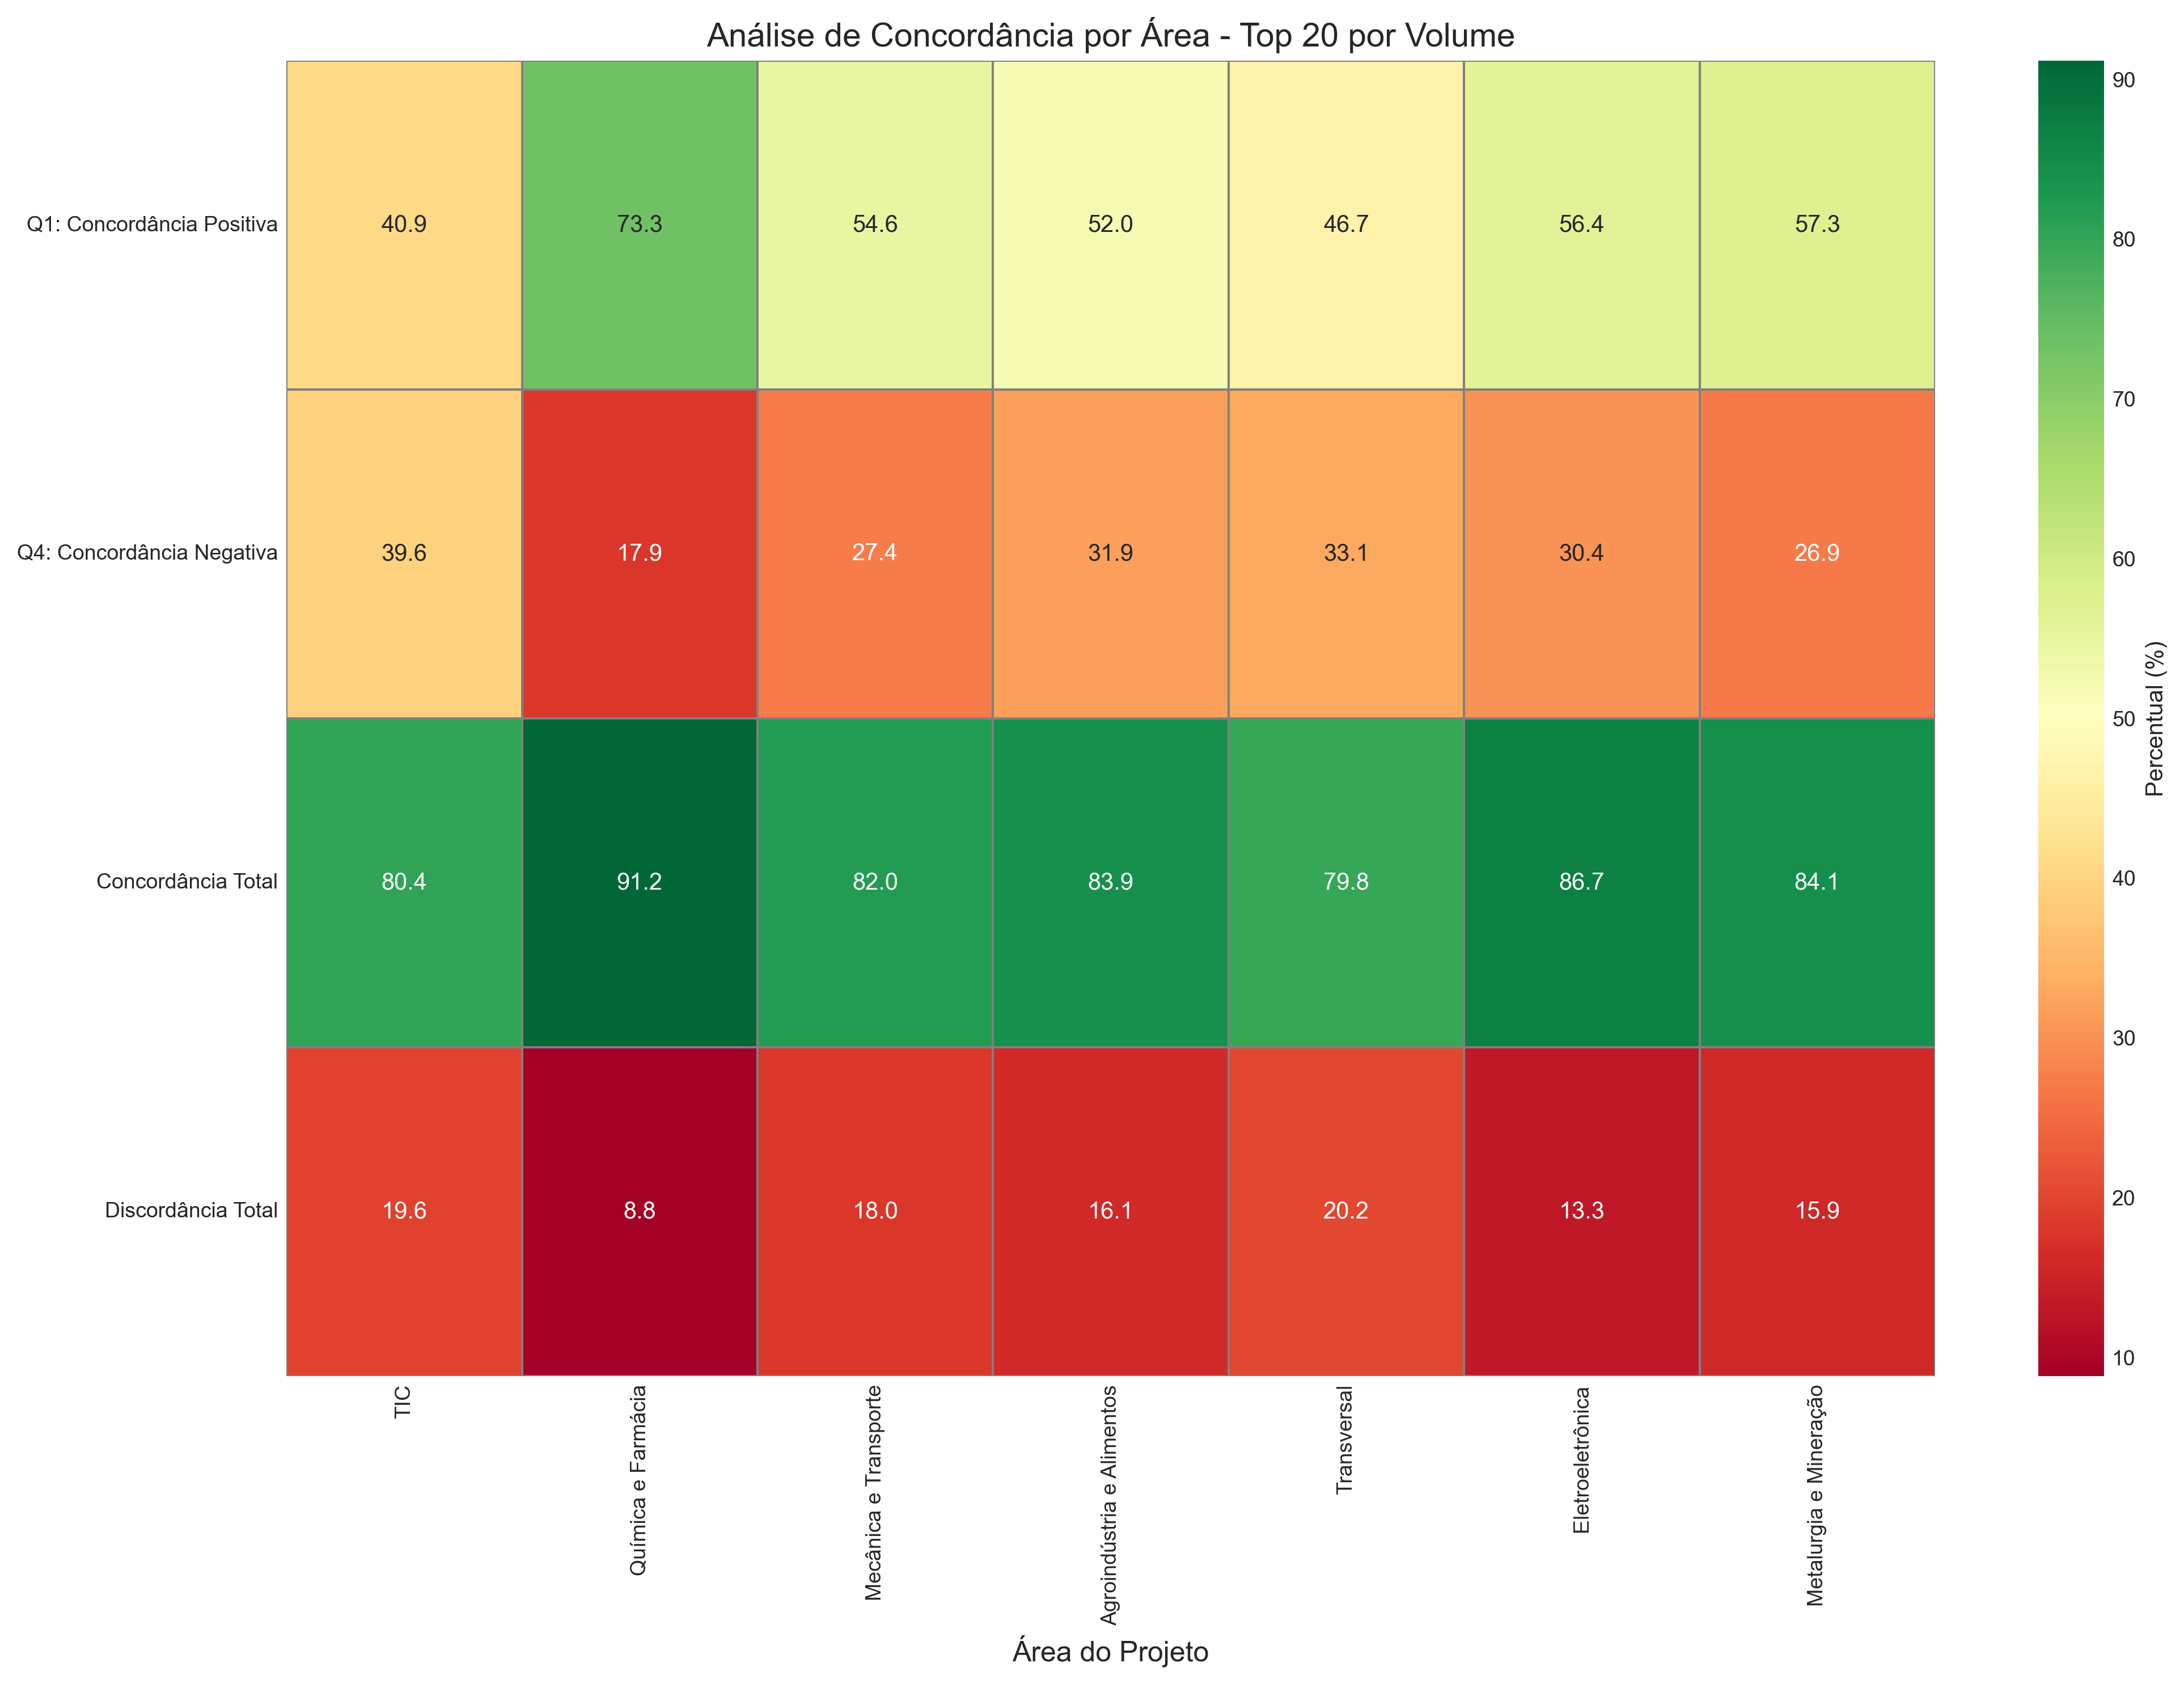 Análise de Concordância por Área - Top 20 por Volume
Q1: Concordância Positiva
40.9 73.3 54.6 52.0 46.7 56.4 57.3
Q4: Concordância Negativa
39.6 17.9 27.4 31.9 33.1 30.4 26.9
Concordância Total
80.4 91.2 82.0 83.9 79.8 86.7 84.1
Discordância Total
19.6 8.8 18.0 16.1 20.2 13.3 15.9
TIC
Química e Farmácia
Mecânica e Transporte
Agroindústria e Alimentos
Transversal
Eletroeletrônica
Metalurgia e Mineração
Área do Projeto
90
80
70
60
50
40
30
20
10
Percentual (%)